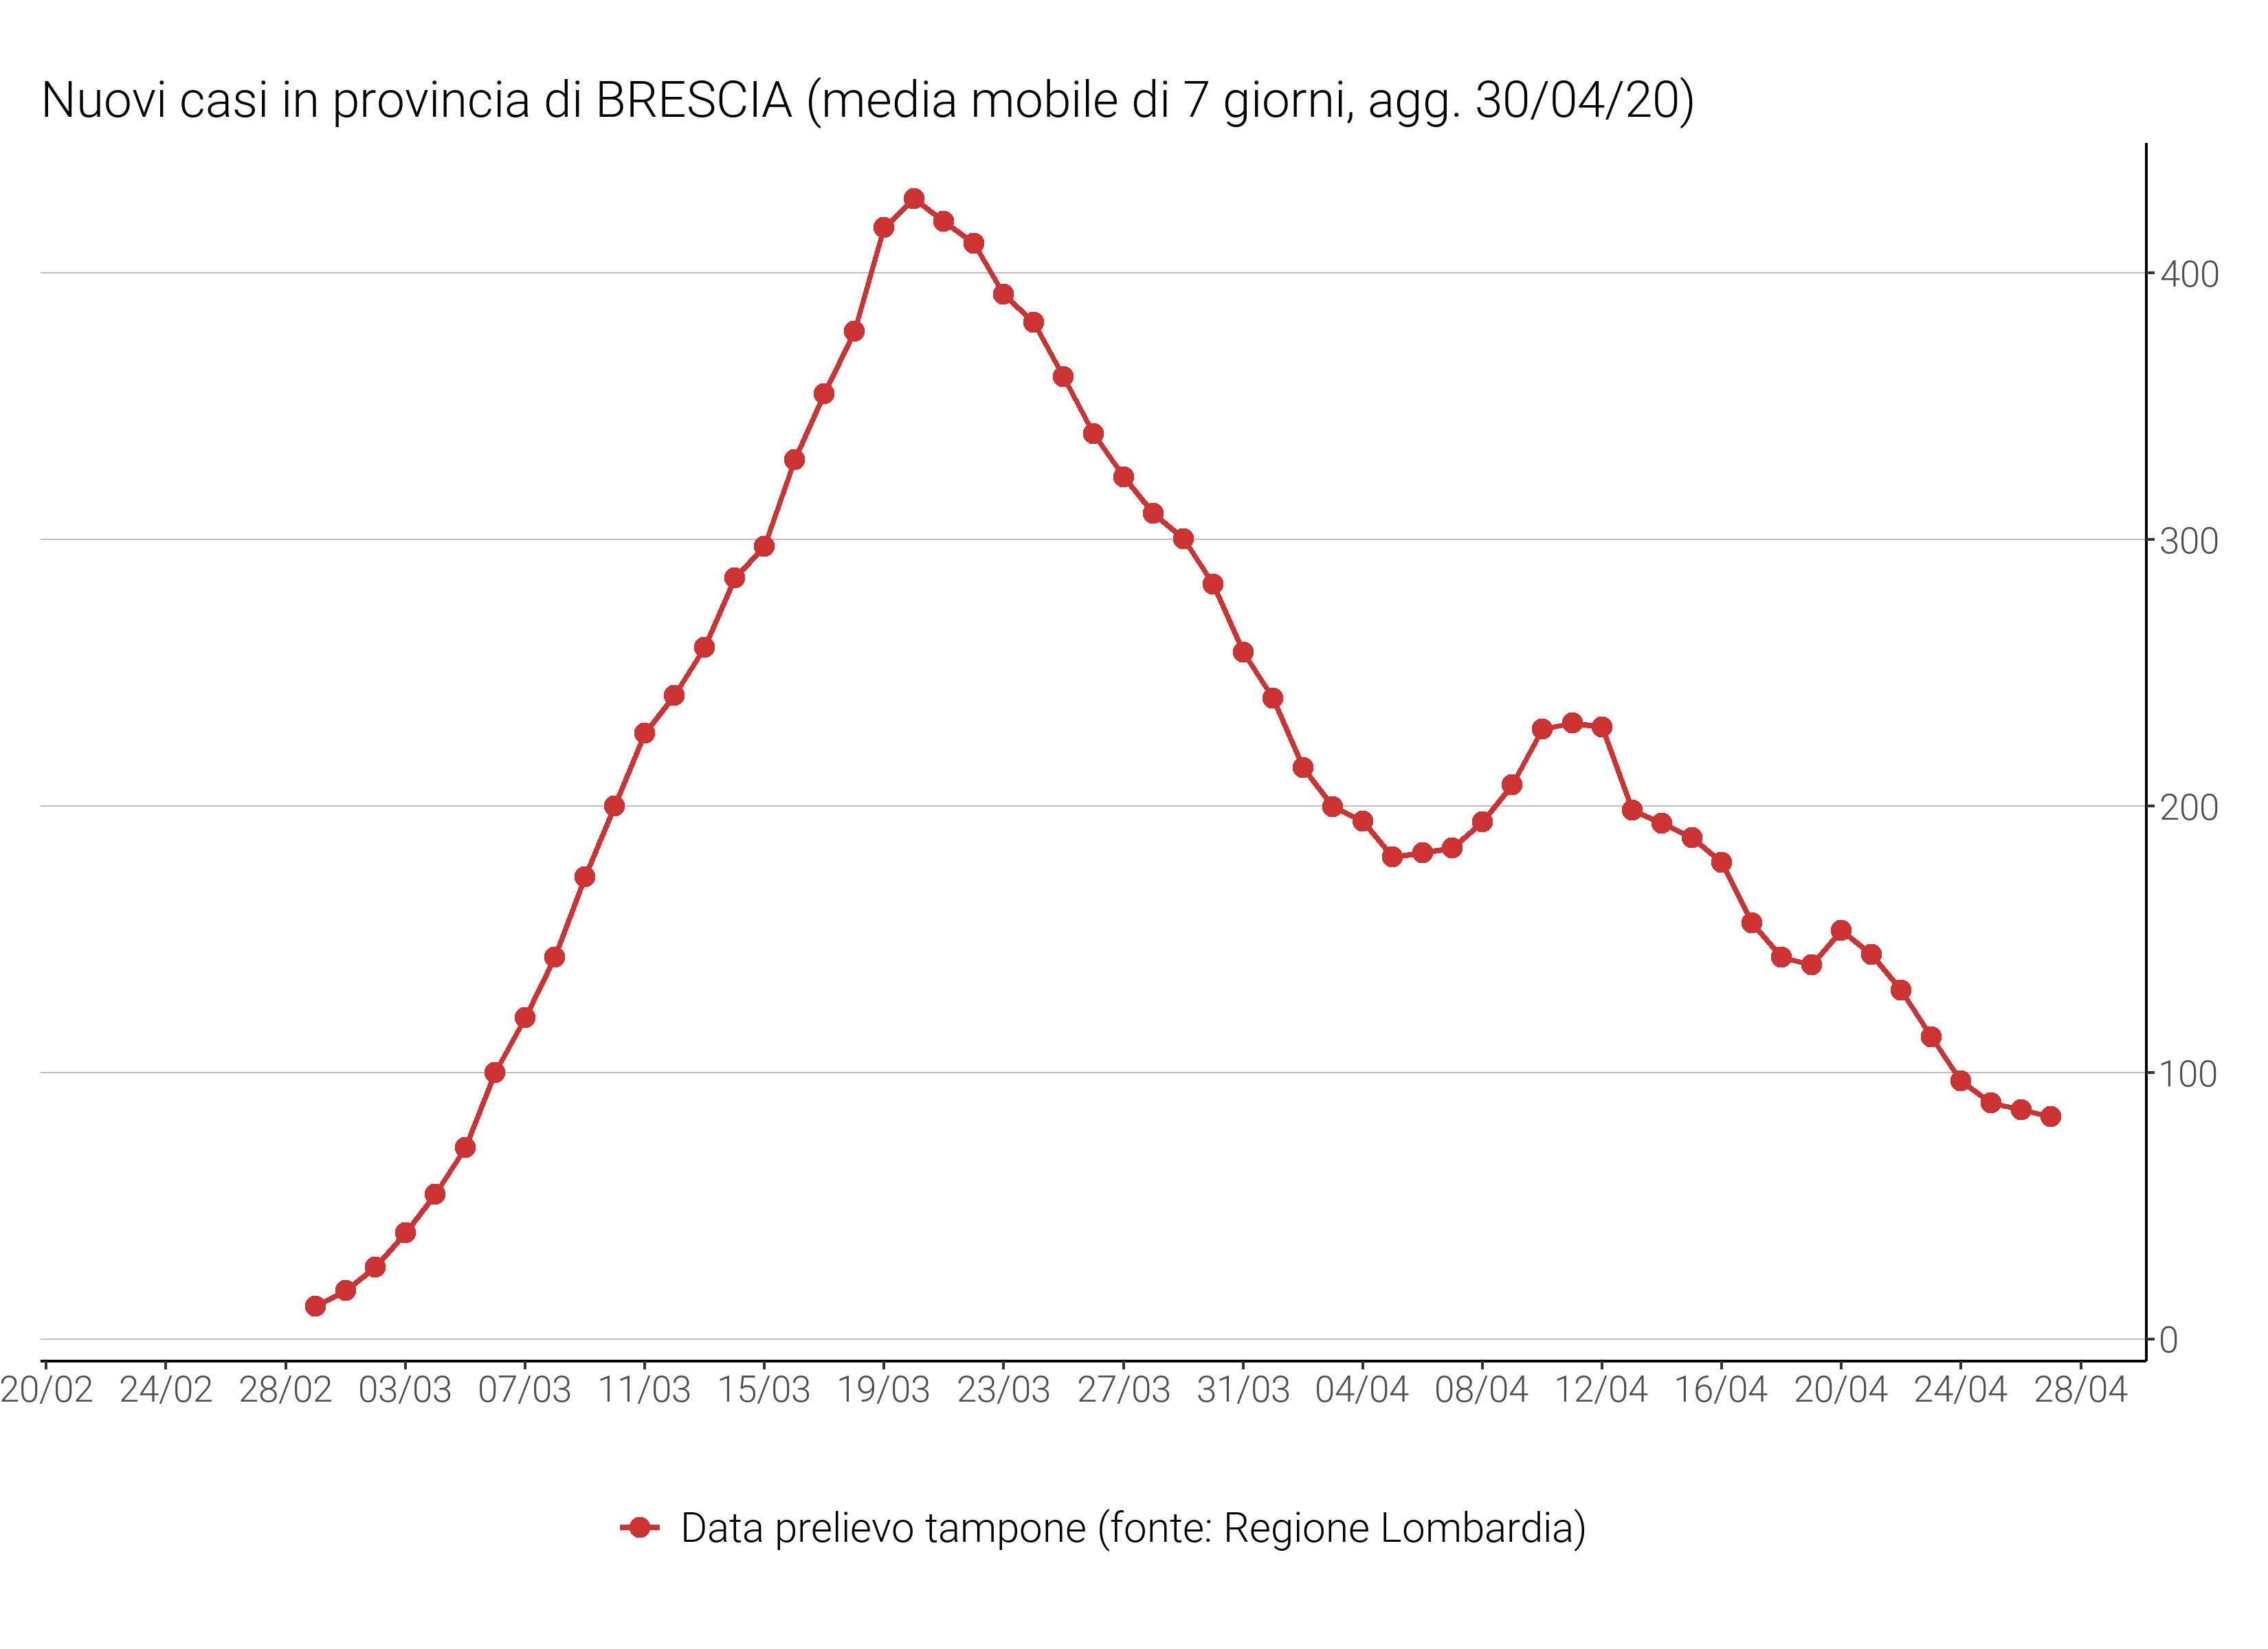 Nuovi casi in provincia di BRESCIA (media mobile di 7 giorni, agg. 30/04/20)
400
300
200
100
0
20/02 24/02 28/02 03/03 07/03 11/03 15/03 19/03 23/03 27/03 31/03 04/04 08/04 12/04 16/04 20/04 24/04 28/04
Data prelievo tampone (fonte: Regione Lombardia)